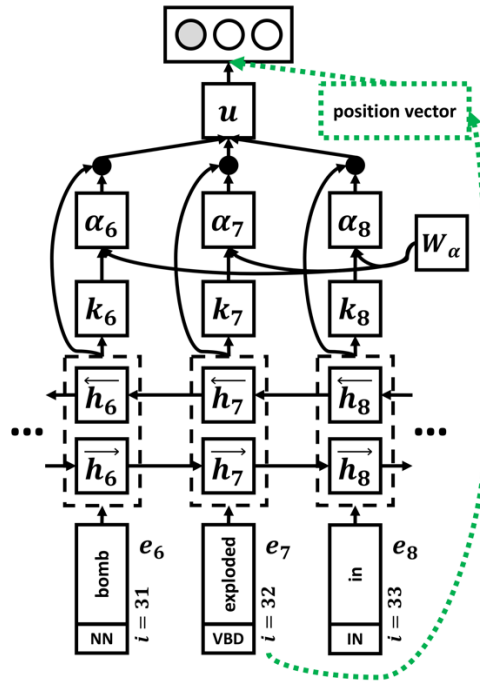 u
position vector
α₆ α₇ α₈
W_α
k₆ k₇ k₈
←h₆ ←h₇ ←h₈
... ...
→h₆ →h₇ →h₈
bomb e₆ exploded e₇ in e₈
NN i = 31 VBD i = 32 IN i = 33